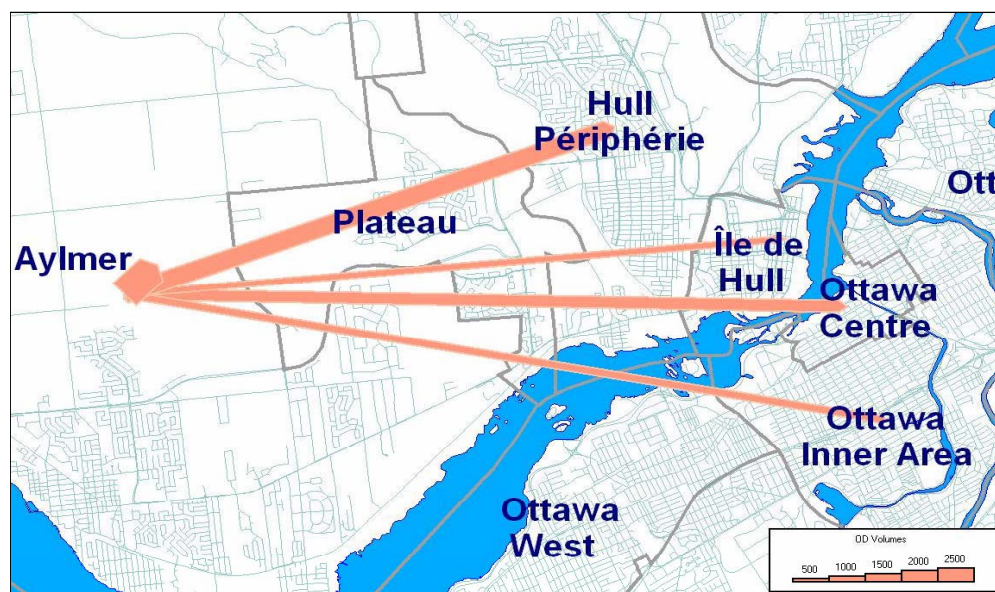 Hull
Périphérie
Ott
Plateau
Aylmer
Île de
Hull
Ottawa
Centre
Ottawa
Inner Area
Ottawa
West
OD Volumes
500 1000 1500 2000 2500